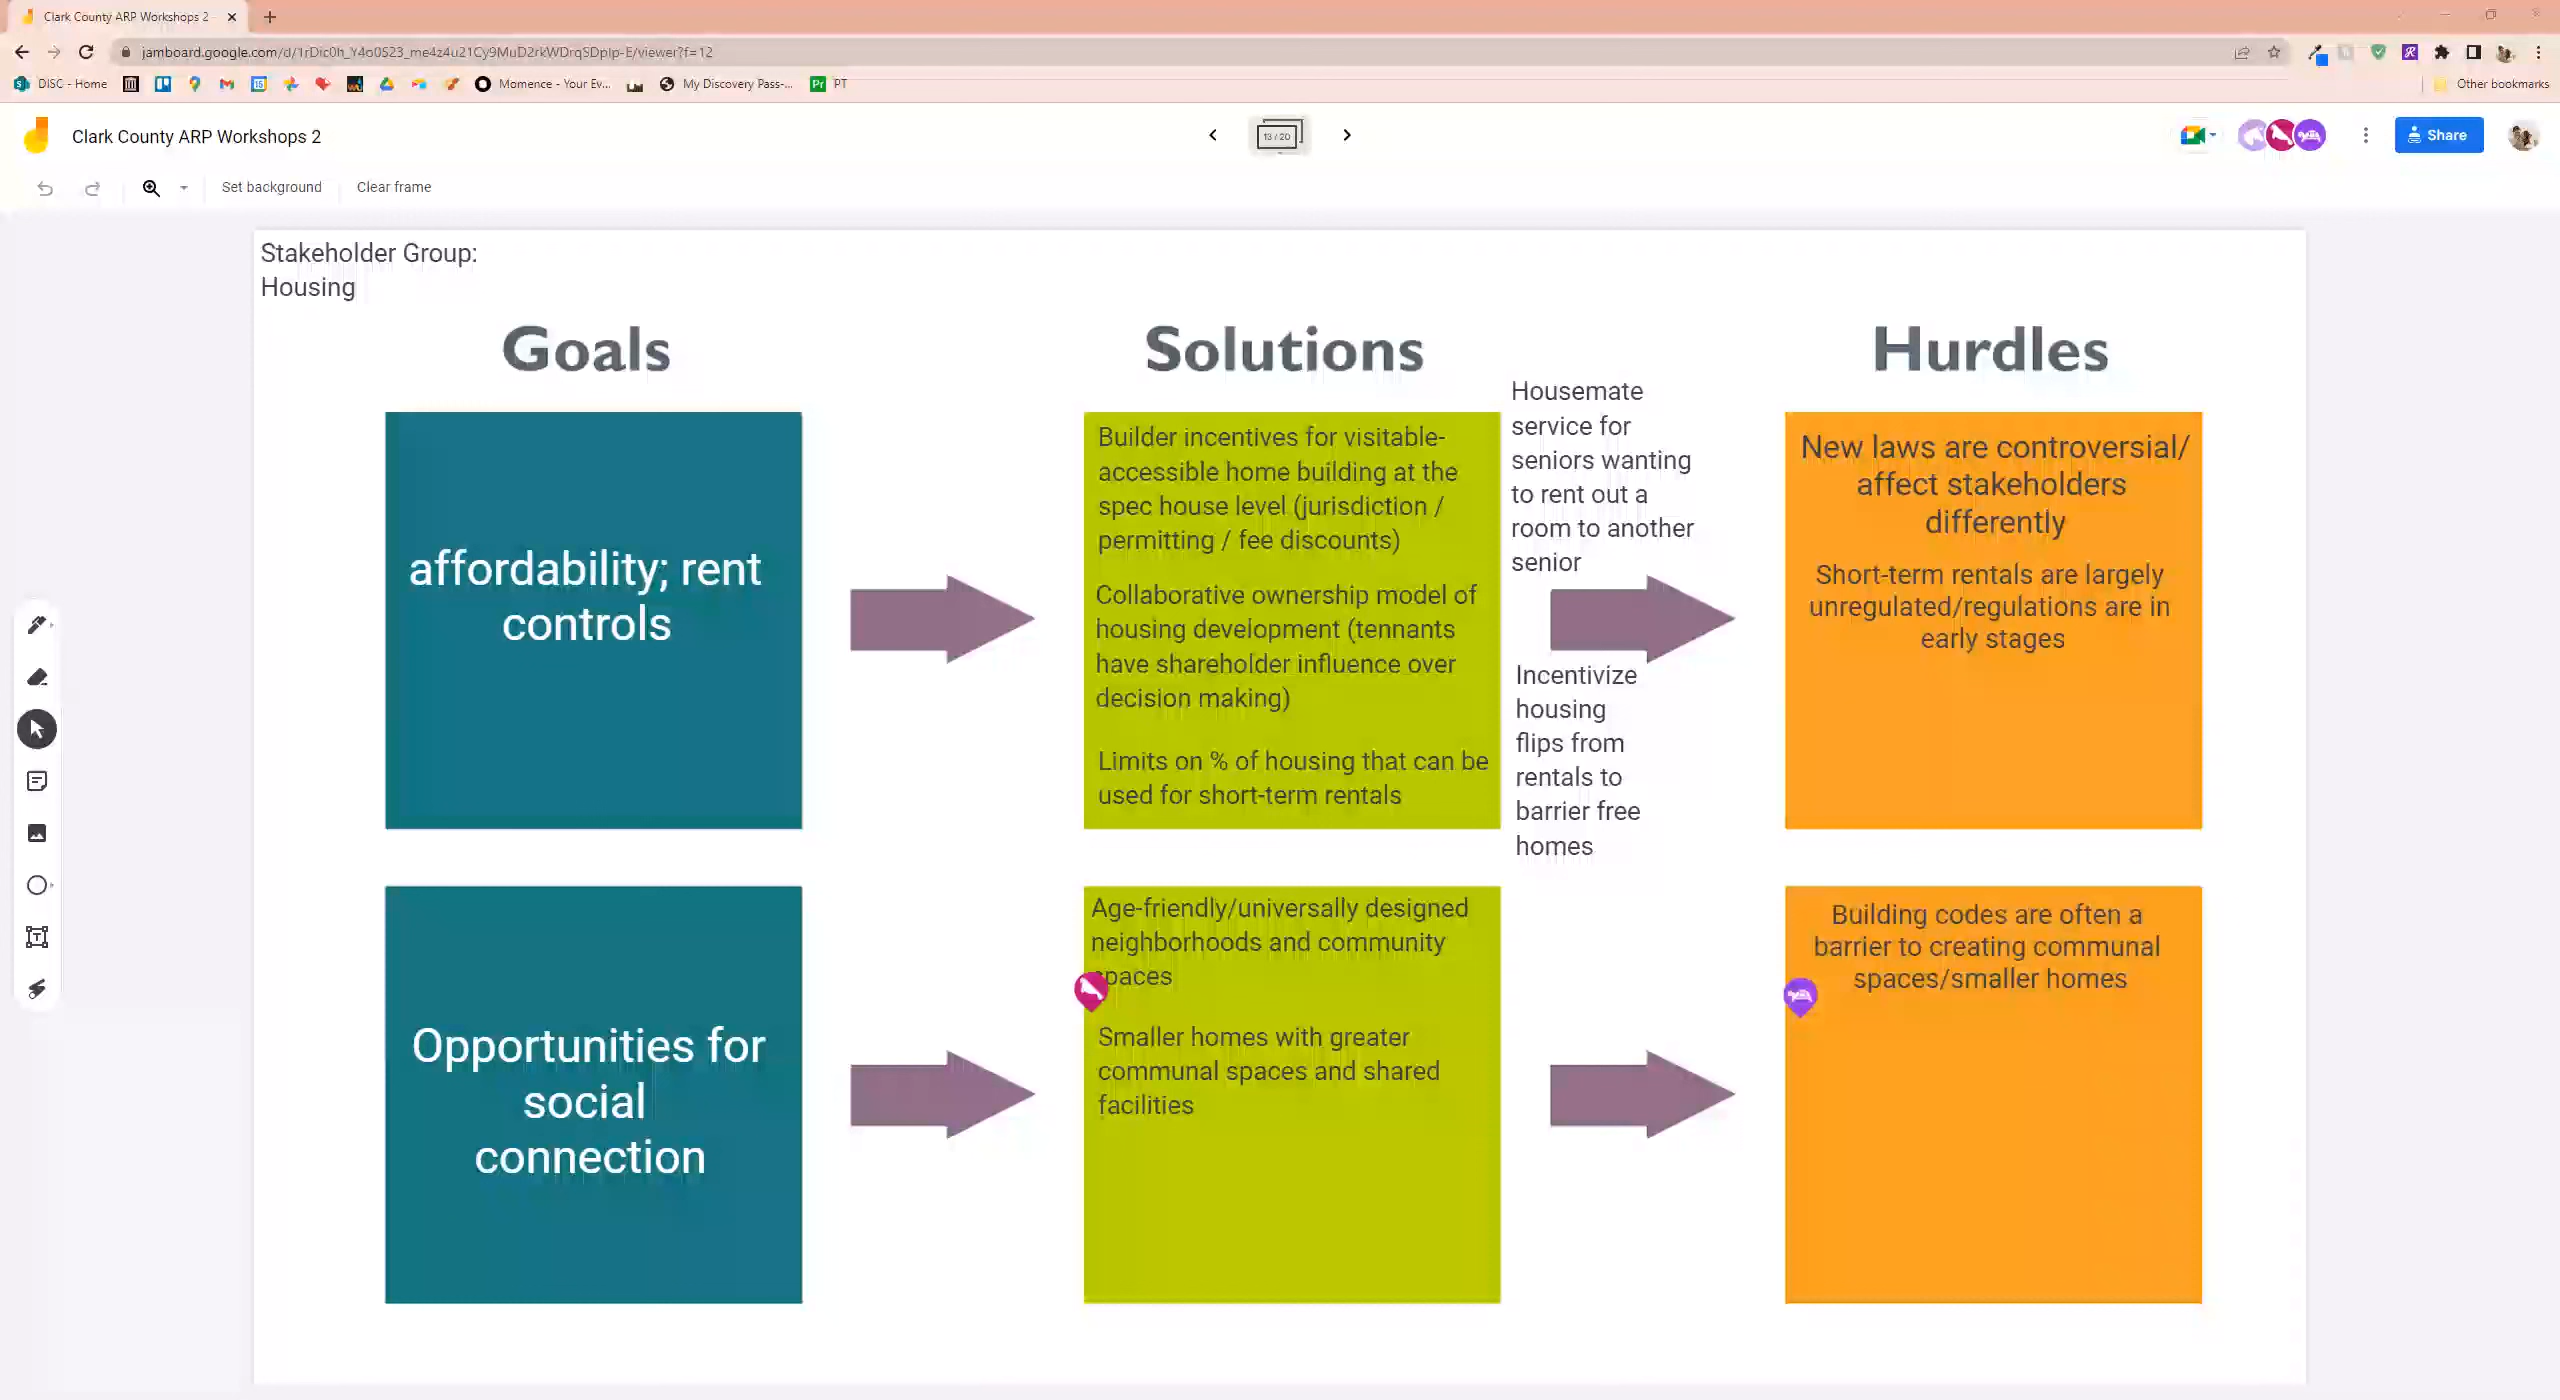 Clark County ARP Workshops 2
jamboard.google.com/d/1rDic0h_Y4o0S23_me4z4u21Cy9MuD2rkWDrqSDpIp-E/viewer?f=12
DISC - Home
Momence - Your Ev...
My Discovery Pass-...
Pr PT
Other bookmarks
Clark County ARP Workshops 2
13 / 20
Share
Set background
Clear frame
Stakeholder Group:
Housing
Goals
Solutions
Hurdles
affordability; rent
controls
Builder incentives for visitable-
accessible home building at the
spec house level (jurisdiction /
permitting / fee discounts)
Collaborative ownership model of
housing development (tennants
have shareholder influence over
decision making)
Limits on % of housing that can be
used for short-term rentals
Housemate
service for
seniors wanting
to rent out a
room to another
senior
Incentivize
housing
flips from
rentals to
barrier free
homes
New laws are controversial/
affect stakeholders
differently
Short-term rentals are largely
unregulated/regulations are in
early stages
Opportunities for
social
connection
Age-friendly/universally designed
neighborhoods and community
spaces
Smaller homes with greater
communal spaces and shared
facilities
Building codes are often a
barrier to creating communal
spaces/smaller homes